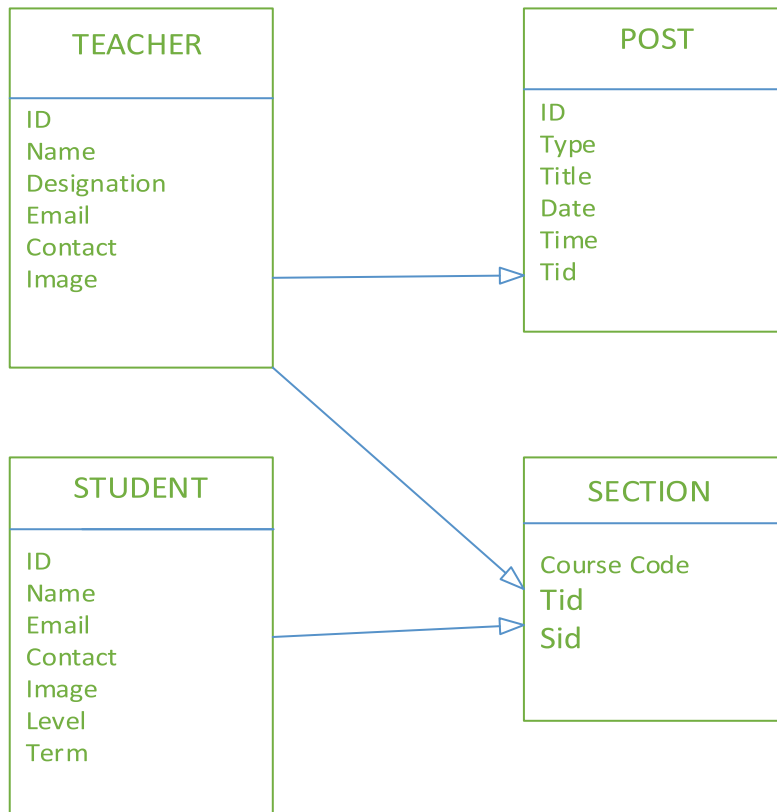 TEACHER
ID
Name
Designation
Email
Contact
Image
POST
ID
Type
Title
Date
Time
Tid
STUDENT
ID
Name
Email
Contact
Image
Level
Term
SECTION
Course Code
Tid
Sid